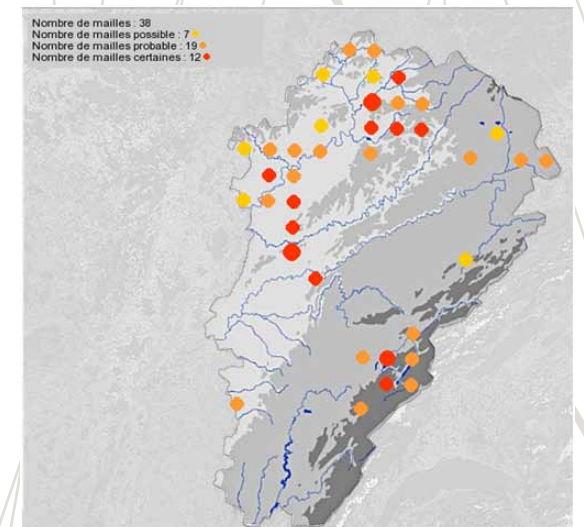 Nombre de mailles : 38
Nombre de mailles possible : 7
Nombre de mailles probable : 19
Nombre de mailles certaines : 12